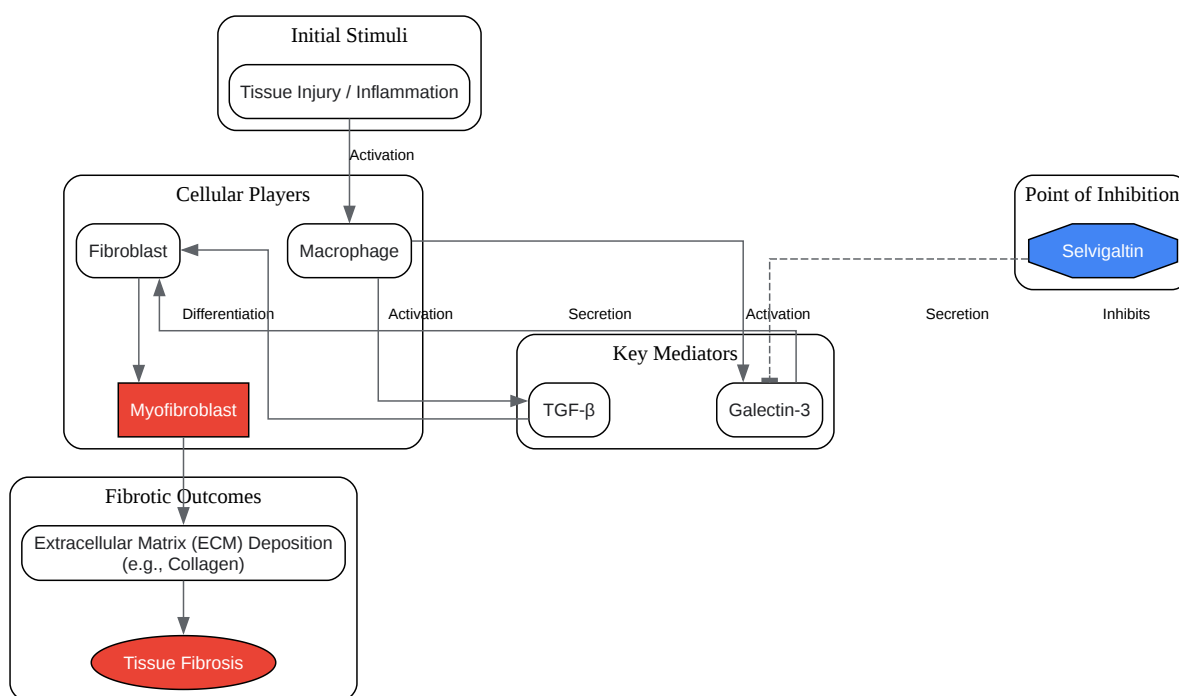 Initial Stimuli
Tissue Injury / Inflammation
Activation
Cellular Players
Point of Inhibition
Fibroblast
Macrophage
Selvigaltin
Differentiation
Activation
Secretion
Activation
Secretion
Inhibits
Key Mediators
Myofibroblast
TGF-β
Galectin-3
Fibrotic Outcomes
Extracellular Matrix (ECM) Deposition
(e.g., Collagen)
Tissue Fibrosis